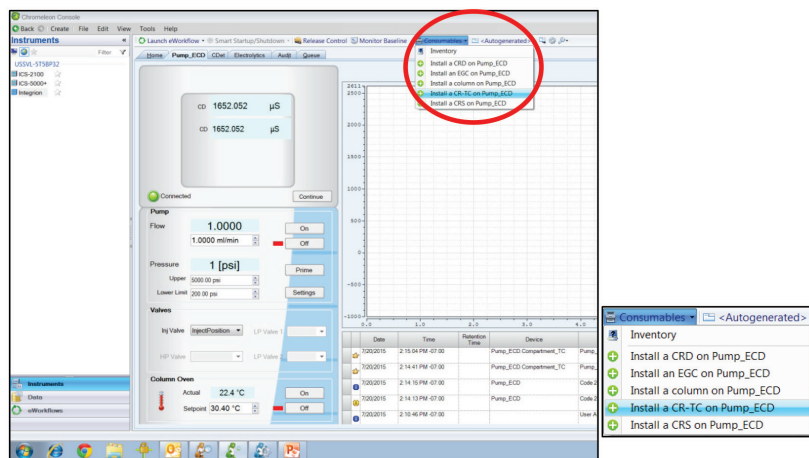 Chromeleon Console
Back Create File Edit View Tools Help
Instruments
Filter
USSVL-ST5BP32
ICS-2100
ICS-5000+
Integrion
Launch eWorkflow Smart Startup/Shutdown Release Control Monitor Baseline Consumables <Autogenerated>
Home Pump_ECD CDet Electrolytics Audit Queue
Inventory
Install a CRD on Pump_ECD
Install an EGC on Pump_ECD
Install a column on Pump_ECD
Install a CR-TC on Pump_ECD
Install a CRS on Pump_ECD
CD 1652.052 µS
CD 1652.052 µS
Connected Continue
Pump
Flow 1.0000 On
1.0000 ml/min Off
Pressure 1 [psi] Prime
Upper 5000.00 psi
Lower Limit 200.00 psi Settings
Valves
Inj Valve InjectPosition LP Valve 1
HP Valve LP Valve
Column Oven
Actual 22.4 °C On
Setpoint 30.40 °C Off
2611
2500
2000
1500
1000
500
0
-500
-1000
0.0 1.0 2.0 3.0 4.0
Date Time Retention Time Device
7/20/2015 2:15:04 PM -07:00 Pump_ECD.Compartment_TC Pump_
7/20/2015 2:14:41 PM -07:00 Pump_ECD.Compartment_TC Pump_
7/20/2015 2:14:15 PM -07:00 Pump_ECD Code 2
7/20/2015 2:14:13 PM -07:00 Pump_ECD Code 2
7/20/2015 2:10:46 PM -07:00 User A
Instruments
Data
eWorkflows
Consumables <Autogenerated>
Inventory
Install a CRD on Pump_ECD
Install an EGC on Pump_ECD
Install a column on Pump_ECD
Install a CR-TC on Pump_ECD
Install a CRS on Pump_ECD